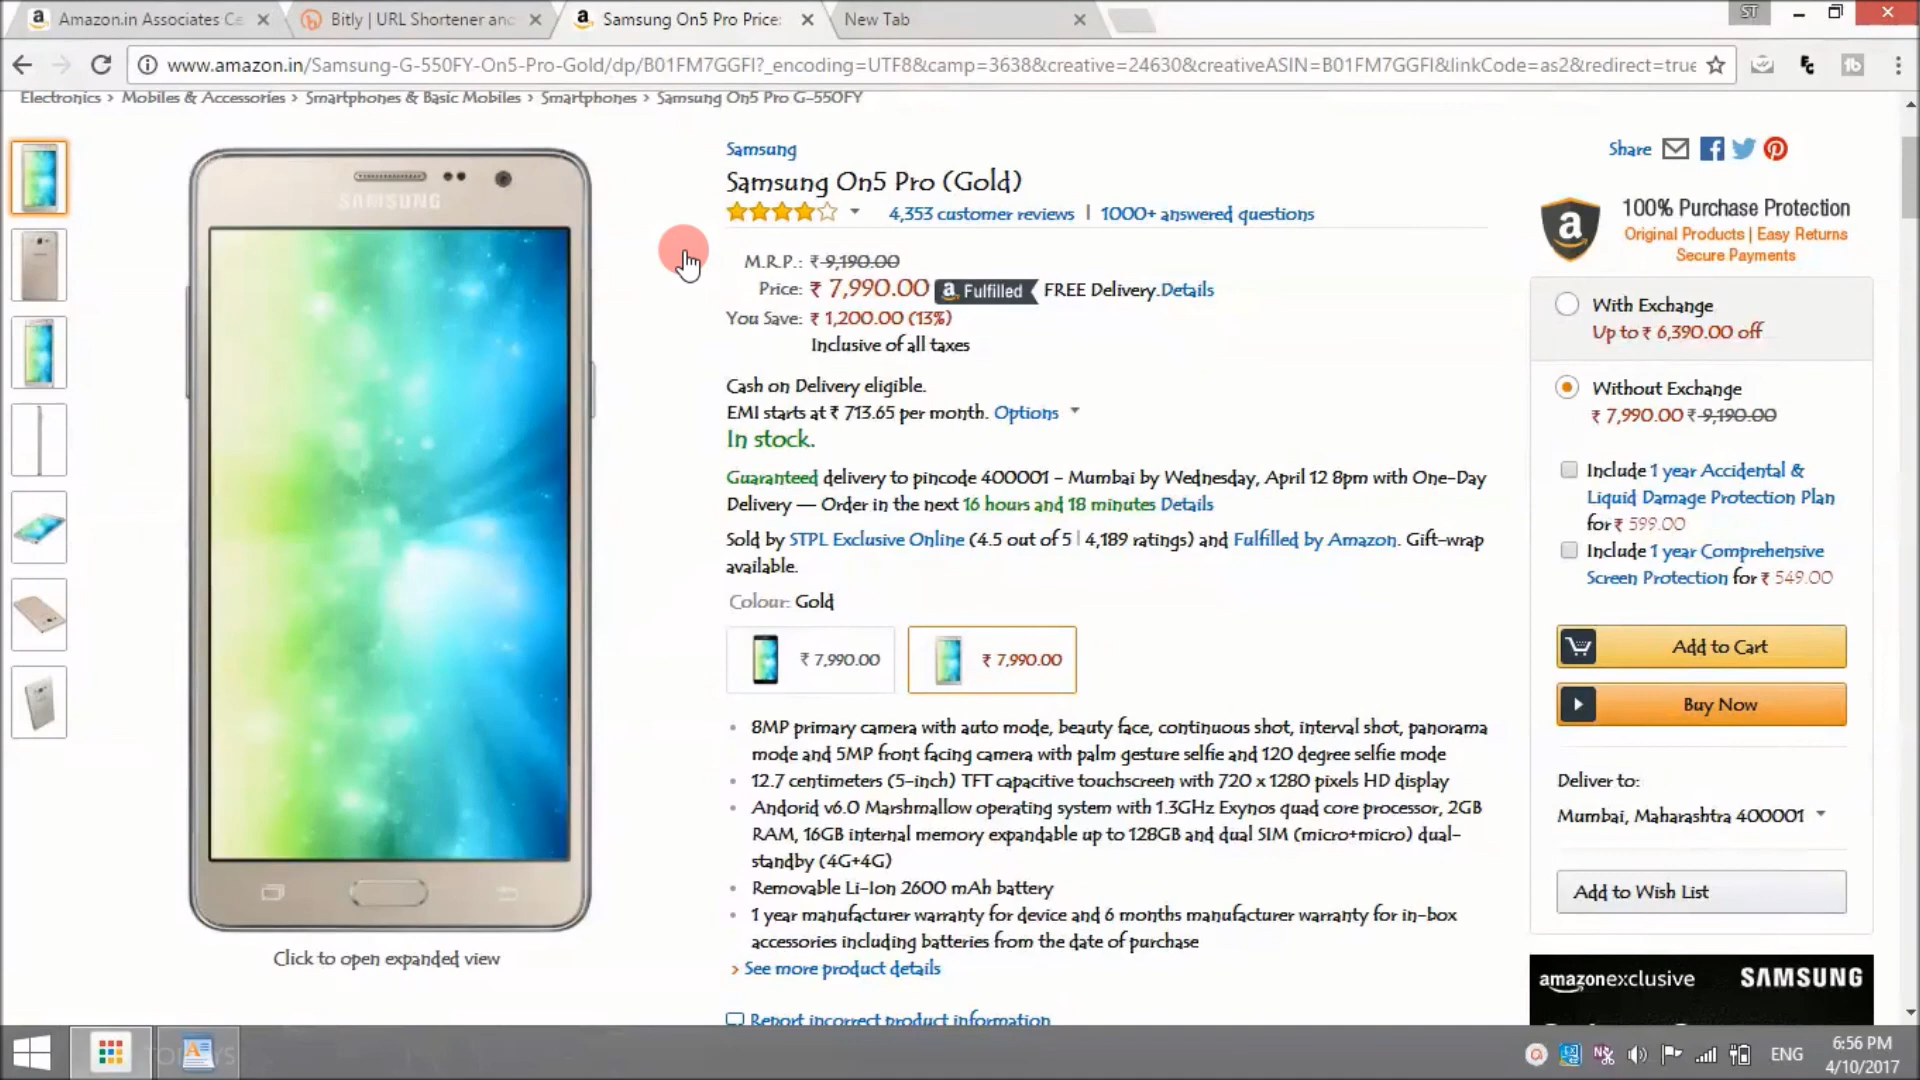 Amazon.in Associates Ce
Bitly | URL Shortener and
Samsung On5 Pro Price:
New Tab
ST
www.amazon.in/Samsung-G-550FY-On5-Pro-Gold/dp/B01FM7GGFI?_encoding=UTF8&camp=3638&creative=24630&creativeASIN=B01FM7GGFI&linkCode=as2&redirect=true
Electronics › Mobiles & Accessories › Smartphones & Basic Mobiles › Smartphones › Samsung On5 Pro G-550FY
SAMSUNG
Click to open expanded view
Samsung
Samsung On5 Pro (Gold)
4,353 customer reviews | 1000+ answered questions
M.R.P.: ₹ 9,190.00
Price: ₹ 7,990.00 a Fulfilled FREE Delivery.Details
You Save: ₹ 1,200.00 (13%)
Inclusive of all taxes
Cash on Delivery eligible.
EMI starts at ₹ 713.65 per month. Options
In stock.
Guaranteed delivery to pincode 400001 - Mumbai by Wednesday, April 12 8pm with One-Day
Delivery — Order in the next 16 hours and 18 minutes Details
Sold by STPL Exclusive Online (4.5 out of 5 | 4,189 ratings) and Fulfilled by Amazon. Gift-wrap
available.
Colour: Gold
₹ 7,990.00
₹ 7,990.00
• 8MP primary camera with auto mode, beauty face, continuous shot, interval shot, panorama
mode and 5MP front facing camera with palm gesture selfie and 120 degree selfie mode
• 12.7 centimeters (5-inch) TFT capacitive touchscreen with 720 x 1280 pixels HD display
• Andorid v6.0 Marshmallow operating system with 1.3GHz Exynos quad core processor, 2GB
RAM, 16GB internal memory expandable up to 128GB and dual SIM (micro+micro) dual-
standby (4G+4G)
• Removable Li-Ion 2600 mAh battery
• 1 year manufacturer warranty for device and 6 months manufacturer warranty for in-box
accessories including batteries from the date of purchase
› See more product details
Report incorrect product information
Share
100% Purchase Protection
Original Products | Easy Returns
Secure Payments
With Exchange
Up to ₹ 6,390.00 off
Without Exchange
₹ 7,990.00 ₹ 9,190.00
Include 1 year Accidental &
Liquid Damage Protection Plan
for ₹ 599.00
Include 1 year Comprehensive
Screen Protection for ₹ 549.00
Add to Cart
Buy Now
Deliver to:
Mumbai, Maharashtra 400001
Add to Wish List
amazonexclusive SAMSUNG
ENG
6:56 PM
4/10/2017